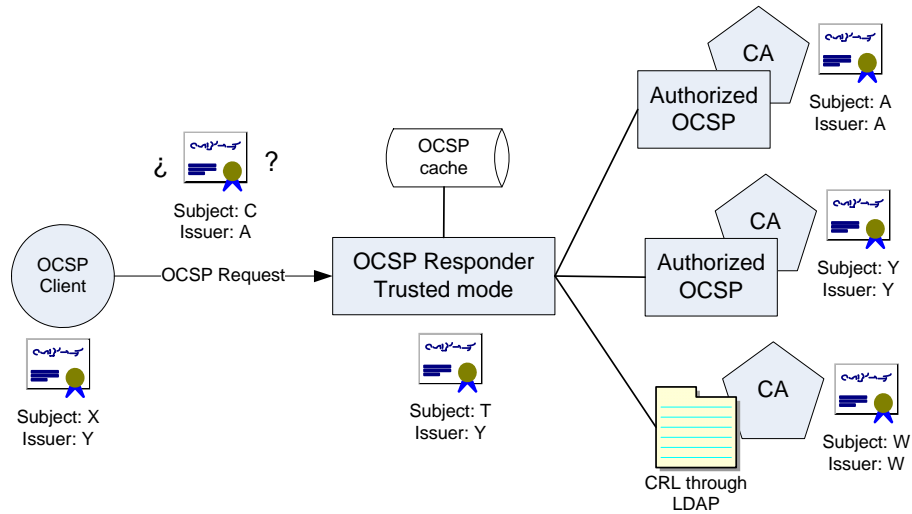 ¿ ?
Subject: C
Issuer: A
OCSP
Client
OCSP Request
Subject: X
Issuer: Y
OCSP
cache
OCSP Responder
Trusted mode
Subject: T
Issuer: Y
CA
Authorized
OCSP
Subject: A
Issuer: A
CA
Authorized
OCSP
Subject: Y
Issuer: Y
CA
CRL through
LDAP
Subject: W
Issuer: W